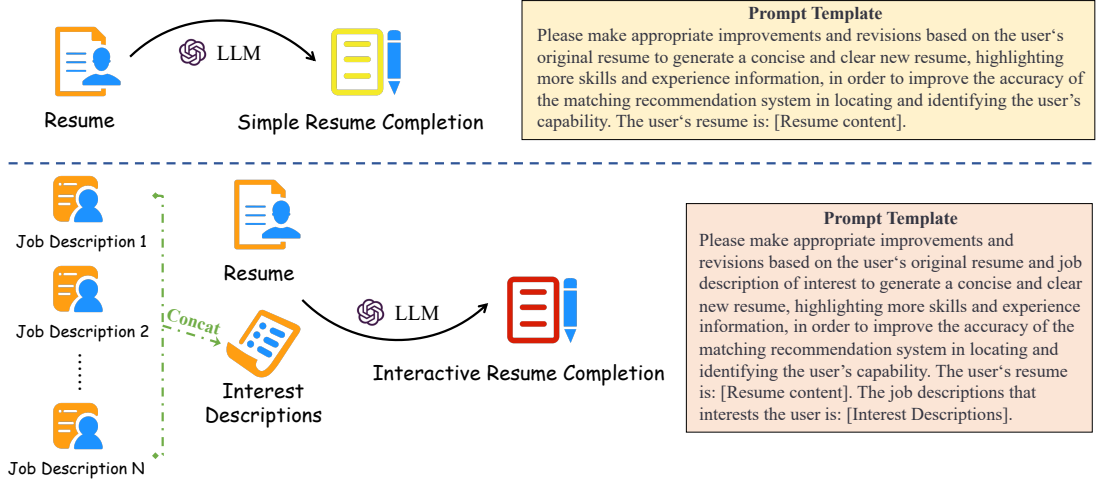 Resume
LLM
Simple Resume Completion
Prompt Template
Please make appropriate improvements and revisions based on the user‘s
original resume to generate a concise and clear new resume, highlighting
more skills and experience information, in order to improve the accuracy of
the matching recommendation system in locating and identifying the user’s
capability. The user‘s resume is: [Resume content].
Job Description 1
Job Description 2
......
Job Description N
Concat
Resume
Interest
Descriptions
LLM
Interactive Resume Completion
Prompt Template
Please make appropriate improvements and
revisions based on the user‘s original resume and job
description of interest to generate a concise and clear
new resume, highlighting more skills and experience
information, in order to improve the accuracy of the
matching recommendation system in locating and
identifying the user’s capability. The user‘s resume
is: [Resume content]. The job descriptions that
interests the user is: [Interest Descriptions].